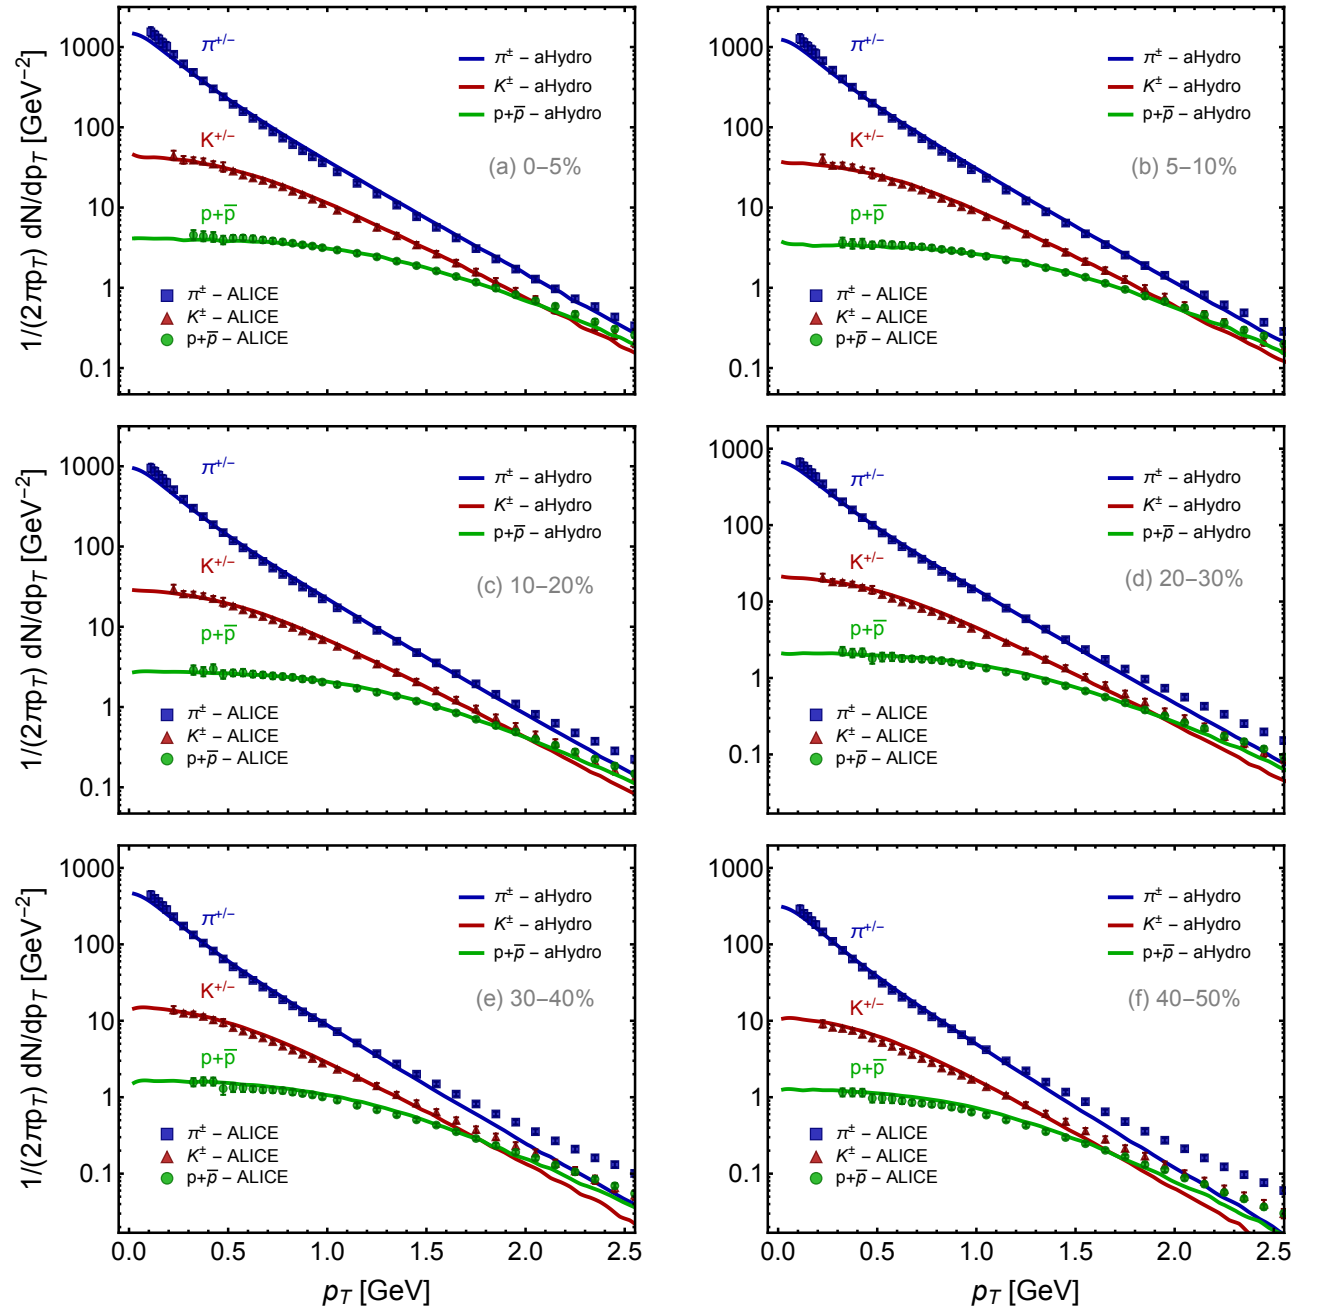 1/(2πp_T) dN/dp_T [GeV⁻²]
1000
100
10
1
0.1
π⁺/⁻
K⁺/⁻
p+p̅
π± – aHydro
K± – aHydro
p+p̅ – aHydro
(a) 0–5%
π± – ALICE
K± – ALICE
p+p̅ – ALICE
1000
100
10
1
0.1
π⁺/⁻
K⁺/⁻
p+p̅
π± – aHydro
K± – aHydro
p+p̅ – aHydro
(b) 5–10%
π± – ALICE
K± – ALICE
p+p̅ – ALICE
1/(2πp_T) dN/dp_T [GeV⁻²]
1000
100
10
1
0.1
π⁺/⁻
K⁺/⁻
p+p̅
π± – aHydro
K± – aHydro
p+p̅ – aHydro
(c) 10–20%
π± – ALICE
K± – ALICE
p+p̅ – ALICE
1000
100
10
1
0.1
π⁺/⁻
K⁺/⁻
p+p̅
π± – aHydro
K± – aHydro
p+p̅ – aHydro
(d) 20–30%
π± – ALICE
K± – ALICE
p+p̅ – ALICE
1/(2πp_T) dN/dp_T [GeV⁻²]
1000
100
10
1
0.1
π⁺/⁻
K⁺/⁻
p+p̅
π± – aHydro
K± – aHydro
p+p̅ – aHydro
(e) 30–40%
π± – ALICE
K± – ALICE
p+p̅ – ALICE
0.0 0.5 1.0 1.5 2.0 2.5
p_T [GeV]
1000
100
10
1
0.1
π⁺/⁻
K⁺/⁻
p+p̅
π± – aHydro
K± – aHydro
p+p̅ – aHydro
(f) 40–50%
π± – ALICE
K± – ALICE
p+p̅ – ALICE
0.0 0.5 1.0 1.5 2.0 2.5
p_T [GeV]